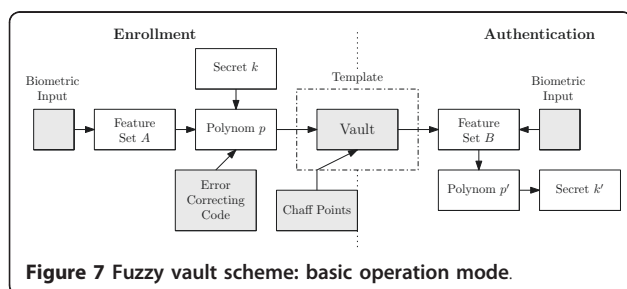 Enrollment
Authentication
Secret k
Template
Biometric
Input
Biometric
Input
Feature
Set A
Polynom p
Vault
Feature
Set B
Error
Correcting
Code
Chaff Points
Polynom p′
Secret k′
Figure 7 Fuzzy vault scheme: basic operation mode.